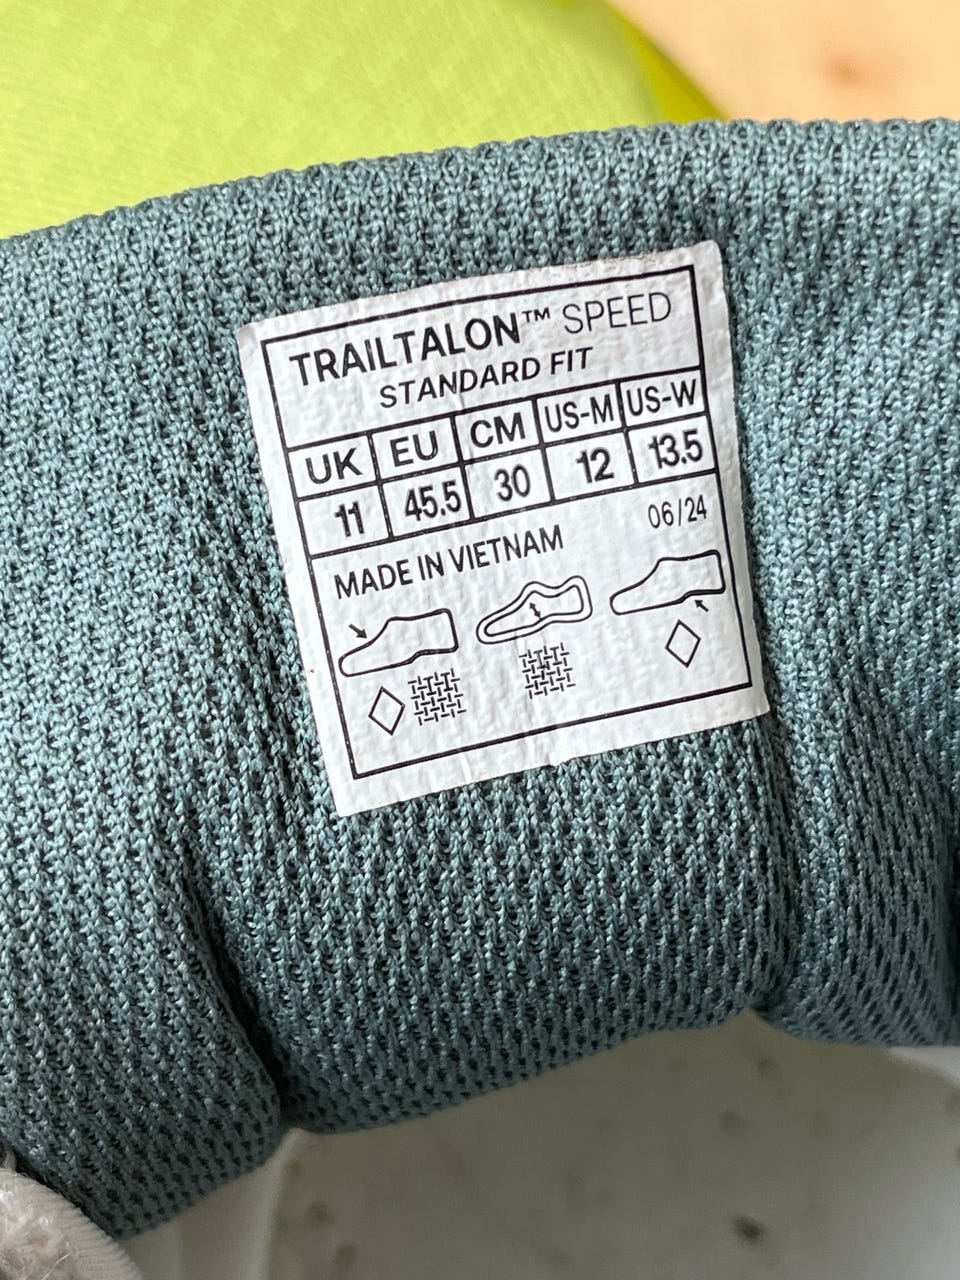 TRAILTALON™ SPEED
STANDARD FIT
UK EU CM US-M US-W
11 45.5 30 12 13.5
MADE IN VIETNAM 06/24